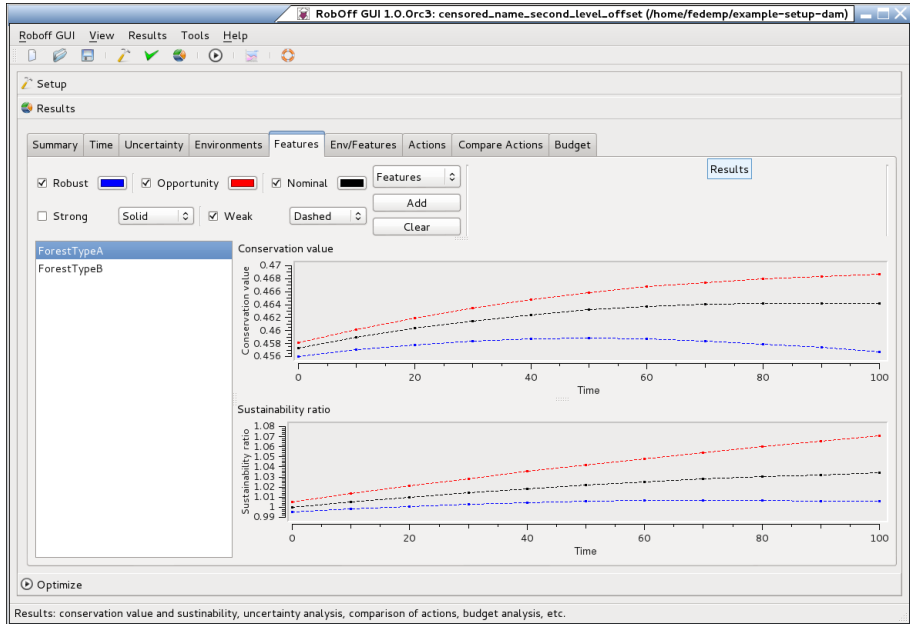 RobOff GUI 1.0.0rc3: censored_name_second_level_offset (/home/fedemp/example-setup-dam)
Roboff GUI View Results Tools Help
Setup
Results
Summary Time Uncertainty Environments Features Env/Features Actions Compare Actions Budget
Robust Opportunity Nominal Features
Results
Add
Strong Solid Weak Dashed
Clear
ForestTypeA
ForestTypeB
Conservation value
Conservation value
0.47
0.468
0.466
0.464
0.462
0.46
0.458
0.456
0 20 40 60 80 100
Time
Sustainability ratio
Sustainability ratio
1.08
1.07
1.06
1.05
1.04
1.03
1.02
1.01
1
0.99
0 20 40 60 80 100
Time
Optimize
Results: conservation value and sustinability, uncertainty analysis, comparison of actions, budget analysis, etc.